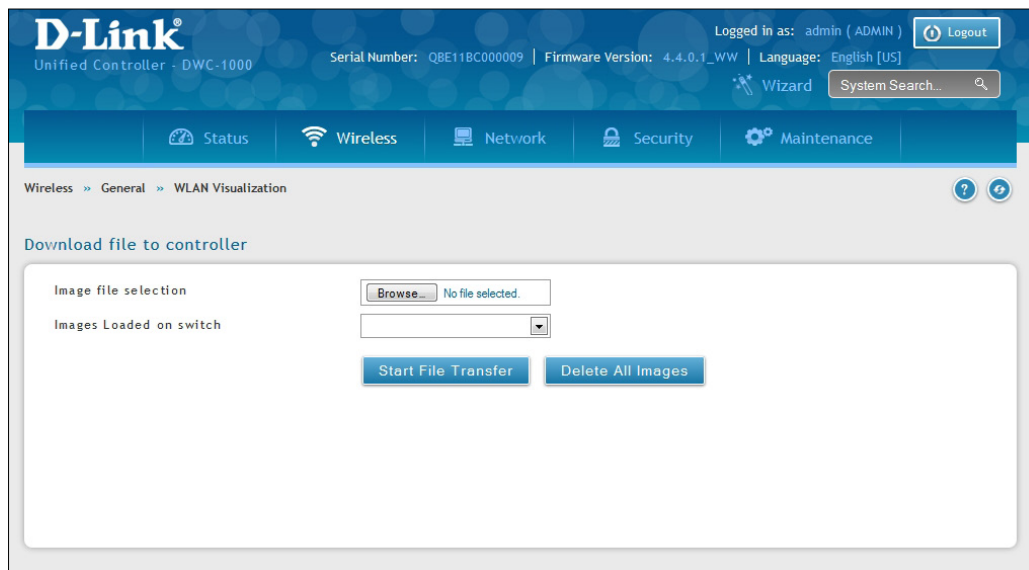 D-Link®
Unified Controller - DWC-1000
Logged in as: admin ( ADMIN )
Logout
Serial Number: QBE11BC000009 | Firmware Version: 4.4.0.1_WW | Language: English [US]
Wizard
System Search...
Status
Wireless
Network
Security
Maintenance
Wireless » General » WLAN Visualization
?
Download file to controller
Image file selection
Browse… No file selected.
Images Loaded on switch
Start File Transfer
Delete All Images